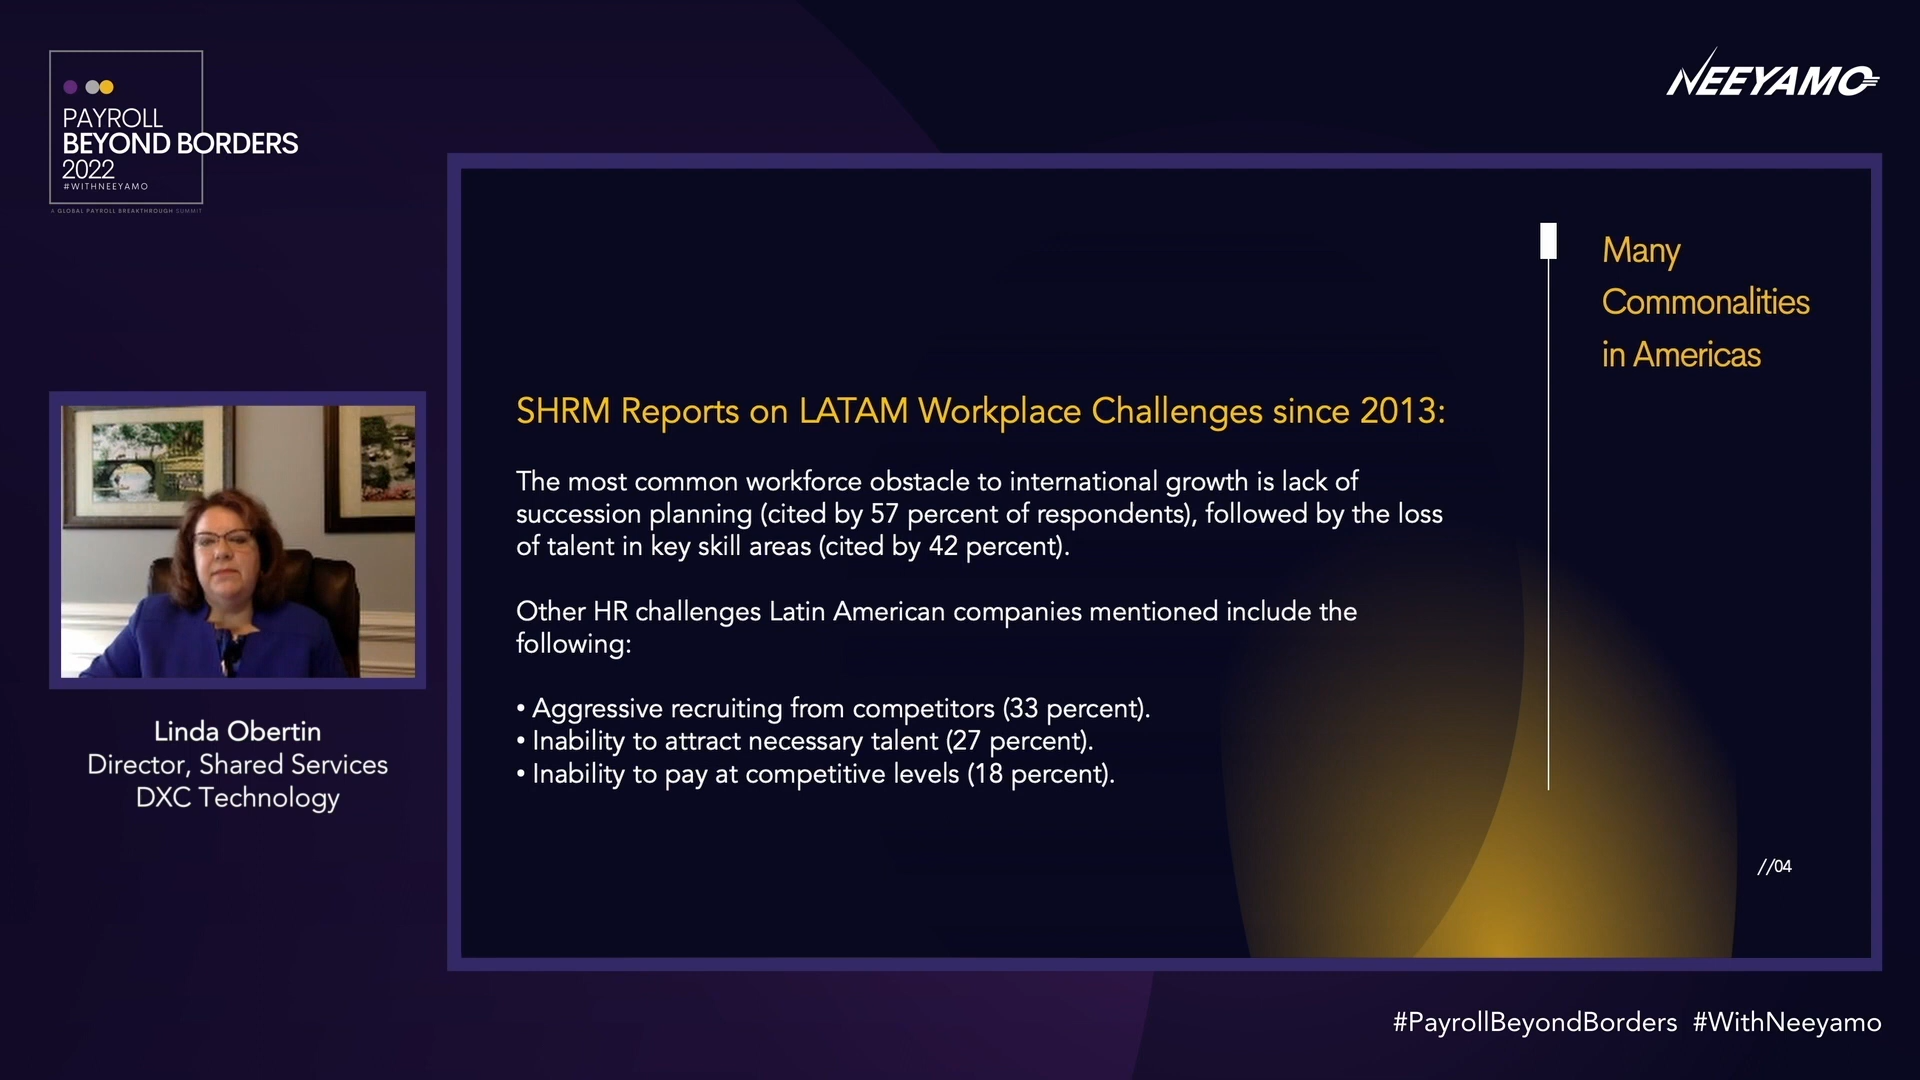 PAYROLL
BEYOND BORDERS
2022
#WITHNEEYAMO
A GLOBAL PAYROLL BREAKTHROUGH SUMMIT
NEEYAMO
Many
Commonalities
in Americas
SHRM Reports on LATAM Workplace Challenges since 2013:
The most common workforce obstacle to international growth is lack of
succession planning (cited by 57 percent of respondents), followed by the loss
of talent in key skill areas (cited by 42 percent).
Other HR challenges Latin American companies mentioned include the
following:
• Aggressive recruiting from competitors (33 percent).
• Inability to attract necessary talent (27 percent).
• Inability to pay at competitive levels (18 percent).
//04
Linda Obertin
Director, Shared Services
DXC Technology
#PayrollBeyondBorders #WithNeeyamo